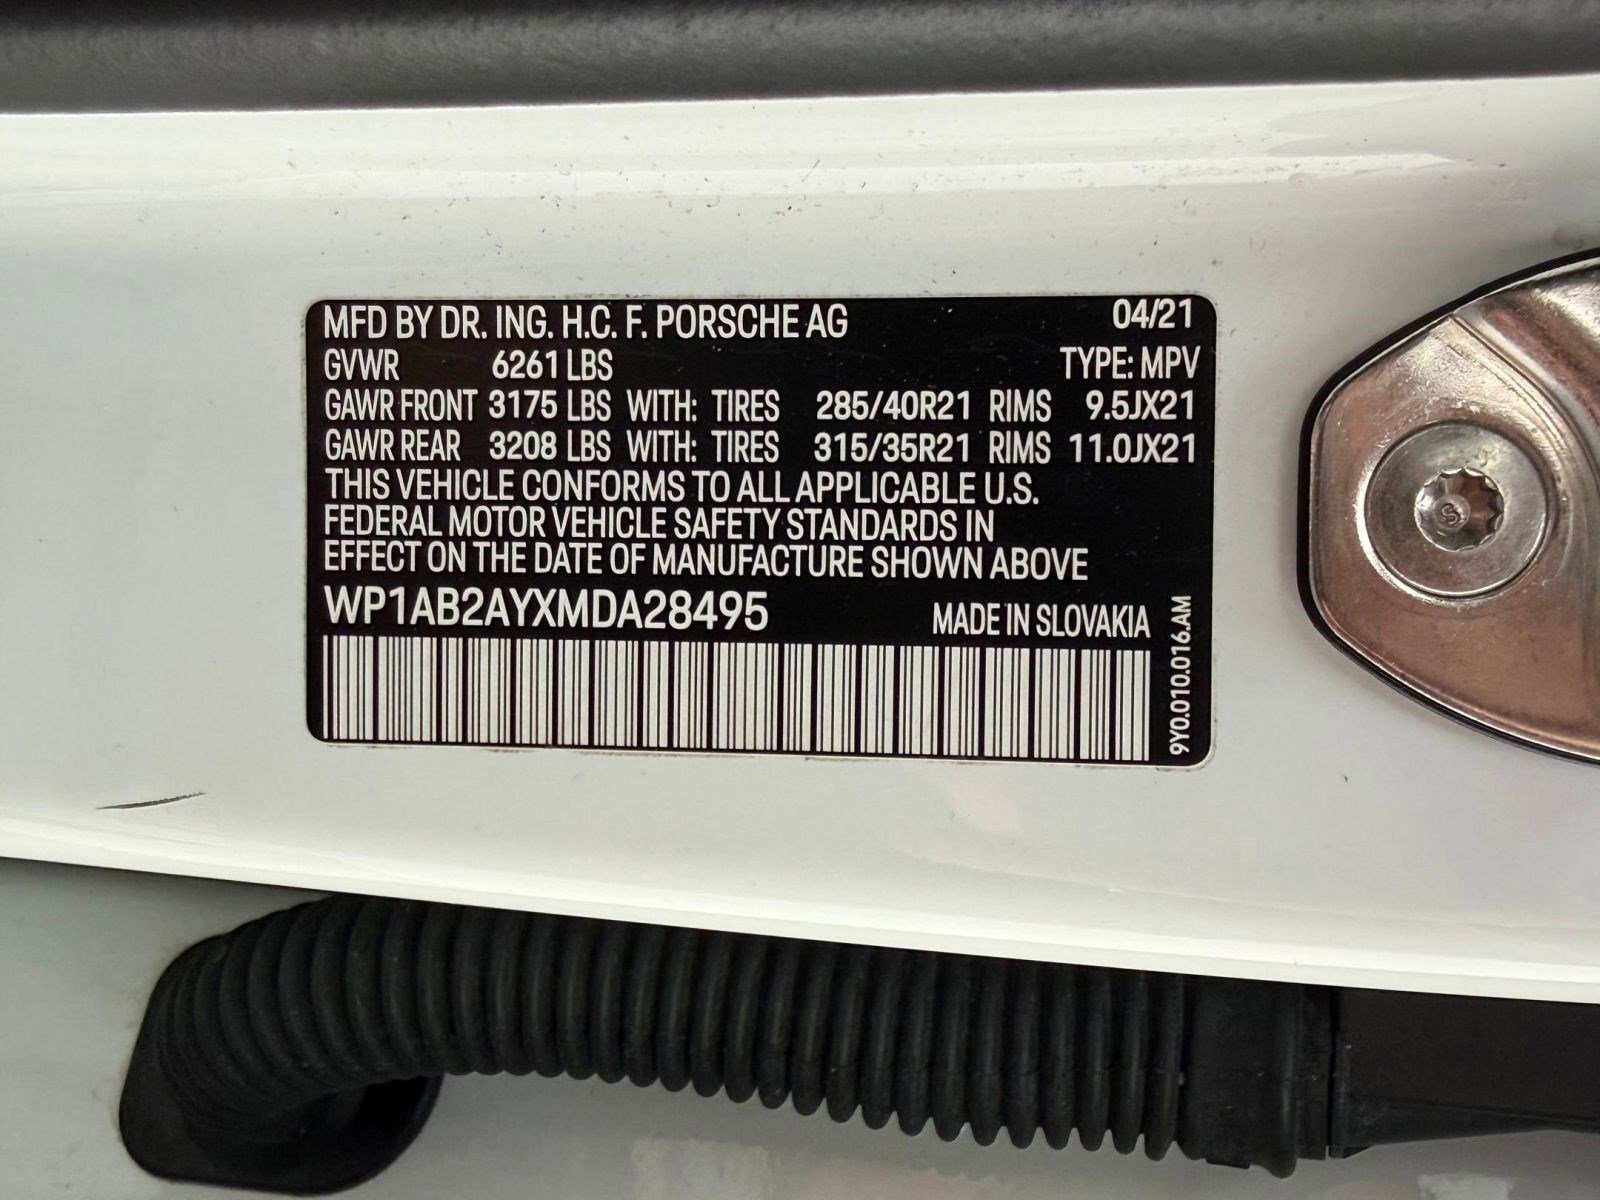 MFD BY DR. ING. H.C. F. PORSCHE AG 04/21
GVWR 6261 LBS TYPE: MPV
GAWR FRONT 3175 LBS WITH: TIRES 285/40R21 RIMS 9.5JX21
GAWR REAR 3208 LBS WITH: TIRES 315/35R21 RIMS 11.0JX21
THIS VEHICLE CONFORMS TO ALL APPLICABLE U.S.
FEDERAL MOTOR VEHICLE SAFETY STANDARDS IN
EFFECT ON THE DATE OF MANUFACTURE SHOWN ABOVE
WP1AB2AYXMDA28495 MADE IN SLOVAKIA
9Y0.010.016.AM